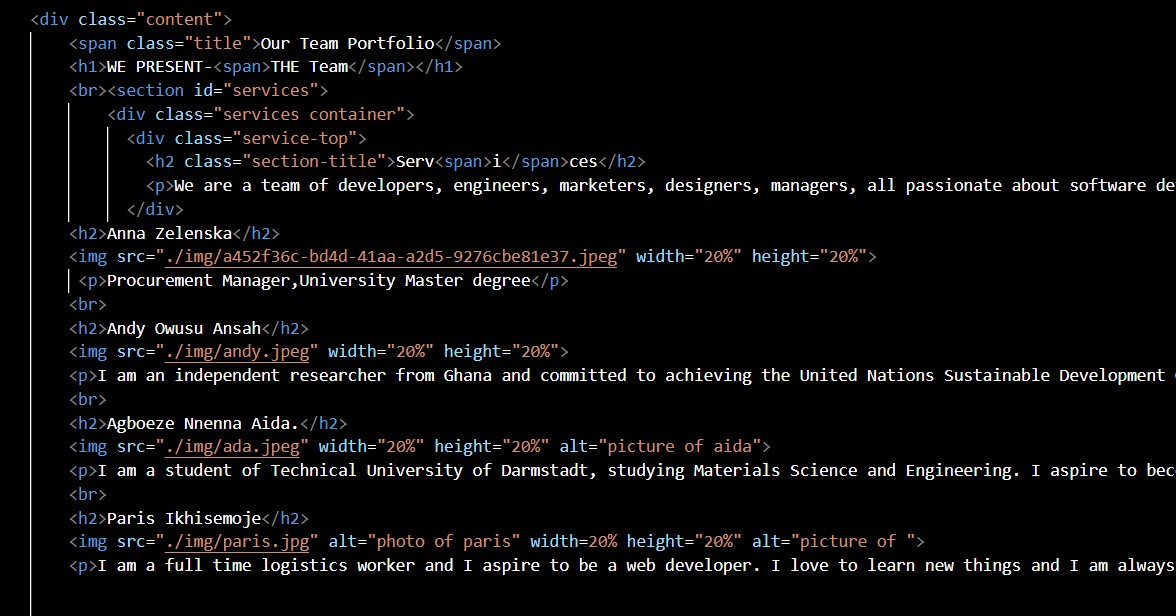 <div class="content">
<span class="title">Our Team Portfolio</span>
<h1>WE PRESENT-<span>THE Team</span></h1>
<br><section id="services">
<div class="services container">
<div class="service-top">
<h2 class="section-title">Serv<span>i</span>ces</h2>
<p>We are a team of developers, engineers, marketers, designers, managers, all passionate about software de
</div>
<h2>Anna Zelenska</h2>
<img src="./img/a452f36c-bd4d-41aa-a2d5-9276cbe81e37.jpeg" width="20%" height="20%">
<p>Procurement Manager,University Master degree</p>
<br>
<h2>Andy Owusu Ansah</h2>
<img src="./img/andy.jpeg" width="20%" height="20%">
<p>I am an independent researcher from Ghana and committed to achieving the United Nations Sustainable Development
<br>
<h2>Agboeze Nnenna Aida.</h2>
<img src="./img/ada.jpeg" width="20%" height="20%" alt="picture of aida">
<p>I am a student of Technical University of Darmstadt, studying Materials Science and Engineering. I aspire to bec
<br>
<h2>Paris Ikhisemoje</h2>
<img src="./img/paris.jpg" alt="photo of paris" width=20% height="20%" alt="picture of ">
<p>I am a full time logistics worker and I aspire to be a web developer. I love to learn new things and I am always